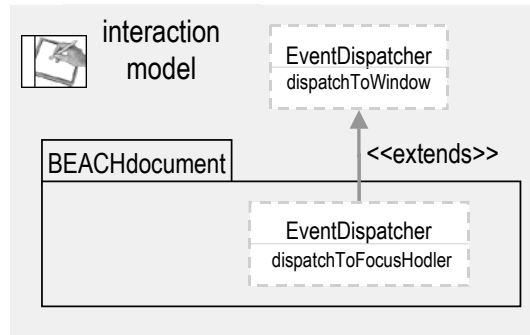 interaction
model
EventDispatcher
dispatchToWindow
<<extends>>
BEACHdocument
EventDispatcher
dispatchToFocusHodler